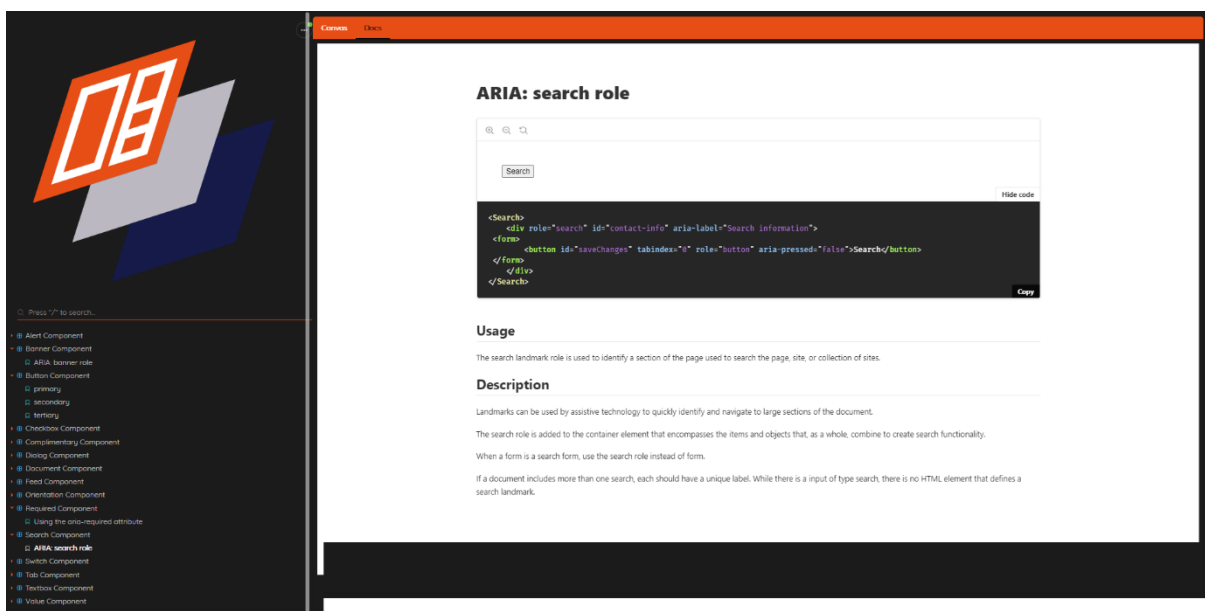 Canvas Docs
ARIA: search role
Search
Hide code
<Search>
<div role="search" id="contact-info" aria-label="Search information">
<form>
<button id="saveChanges" tabindex="0" role="button" aria-pressed="false">Search</button>
</form>
</div>
</Search>
Copy
Usage
The search landmark role is used to identify a section of the page used to search the page, site, or collection of sites.
Description
Landmarks can be used by assistive technology to quickly identify and navigate to large sections of the document.
The search role is added to the container element that encompasses the items and objects that, as a whole, combine to create search functionality.
When a form is a search form, use the search role instead of form.
If a document includes more than one search, each should have a unique label. While there is a input of type search, there is no HTML element that defines a
search landmark.
Press "/" to search...
Alert Component
Banner Component
ARIA: banner role
Button Component
primary
secondary
tertiary
Checkbox Component
Complimentary Component
Dialog Component
Document Component
Feed Component
Orientation Component
Required Component
Using the aria-required attribute
Search Component
ARIA: search role
Switch Component
Tab Component
Textbox Component
Value Component